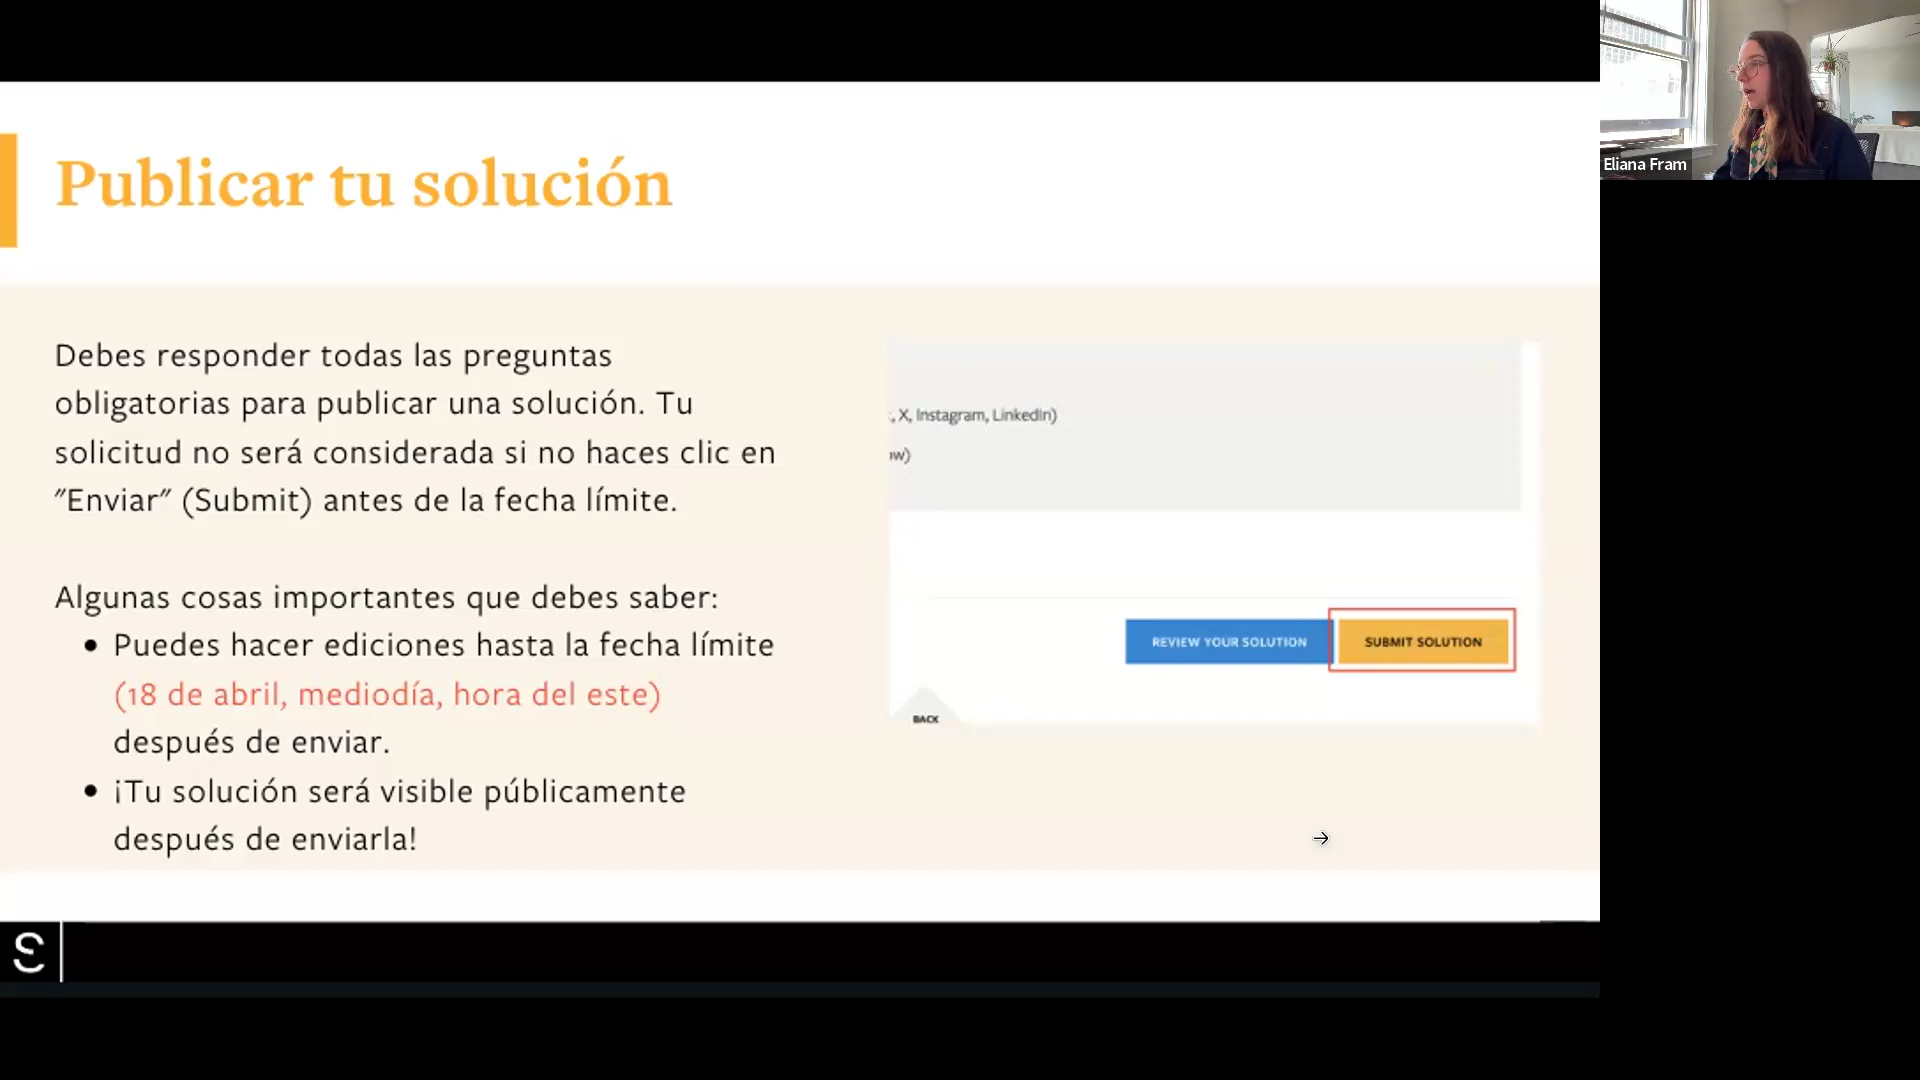 Publicar tu solución
Debes responder todas las preguntas
obligatorias para publicar una solución. Tu
solicitud no será considerada si no haces clic en
"Enviar" (Submit) antes de la fecha límite.
Algunas cosas importantes que debes saber:
• Puedes hacer ediciones hasta la fecha límite
(18 de abril, mediodía, hora del este)
después de enviar.
• ¡Tu solución será visible públicamente
después de enviarla!
, X, Instagram, LinkedIn)
REVIEW YOUR SOLUTION
SUBMIT SOLUTION
BACK
Eliana Fram